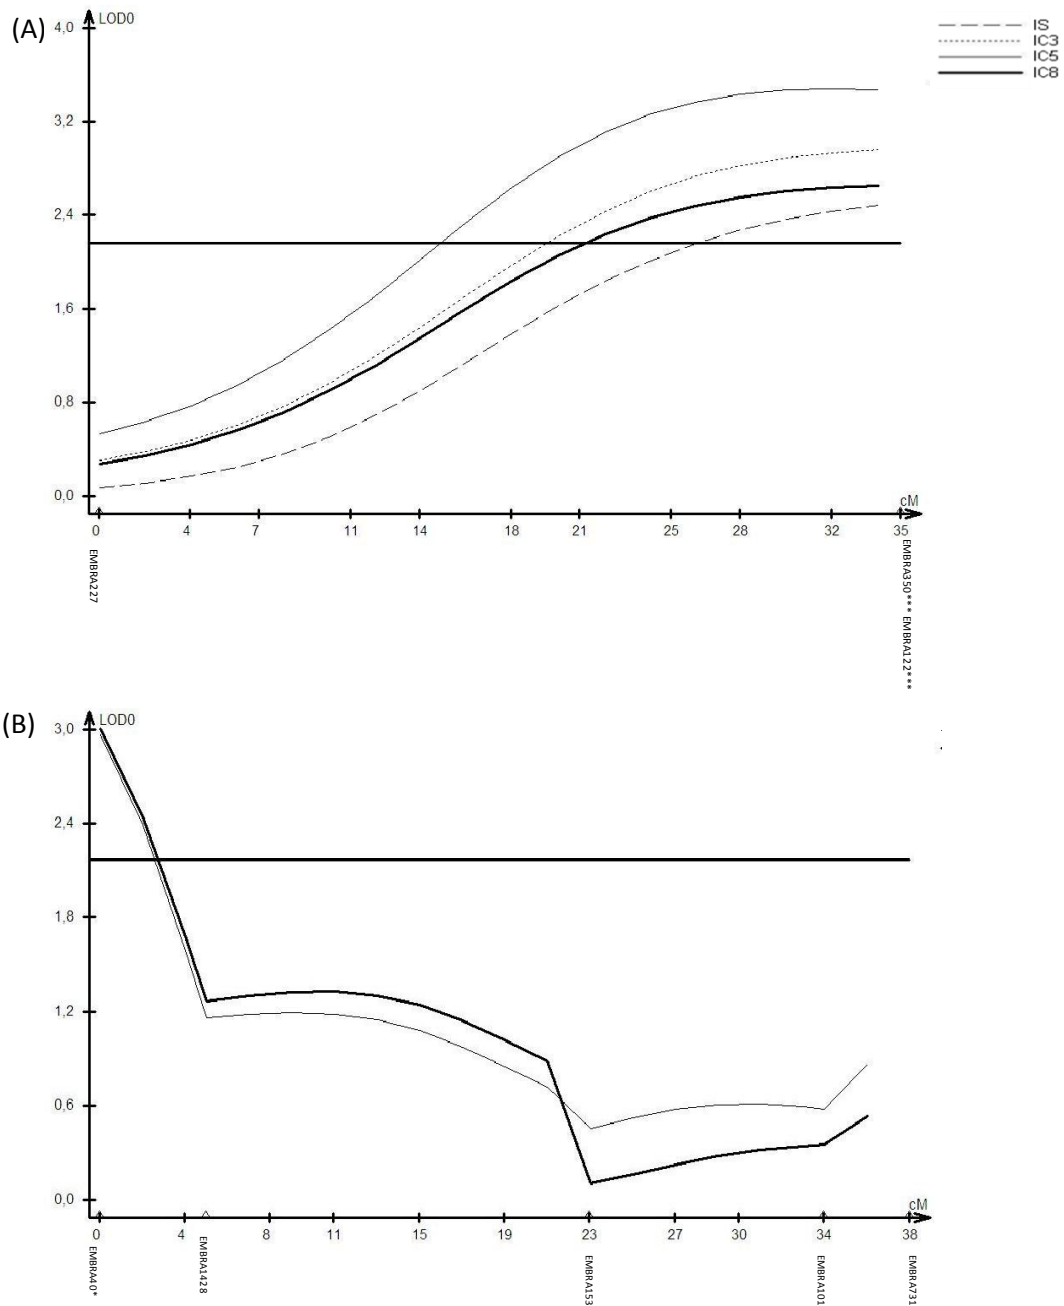 (A)
LOD0
IS
IC3
IC5
IC8
4,0
3,2
2,4
1,6
0,8
0,0
cM
0 4 7 11 14 18 21 25 28 32 35
EMBRA227
EMBRA350*** EMBRA122***
(B)
LOD0
3,0
2,4
1,8
1,2
0,6
0,0
cM
0 4 8 11 15 19 23 27 30 34 38
EMBRA40*
EMBRA1428
EMBRA153
EMBRA101
EMBRA731